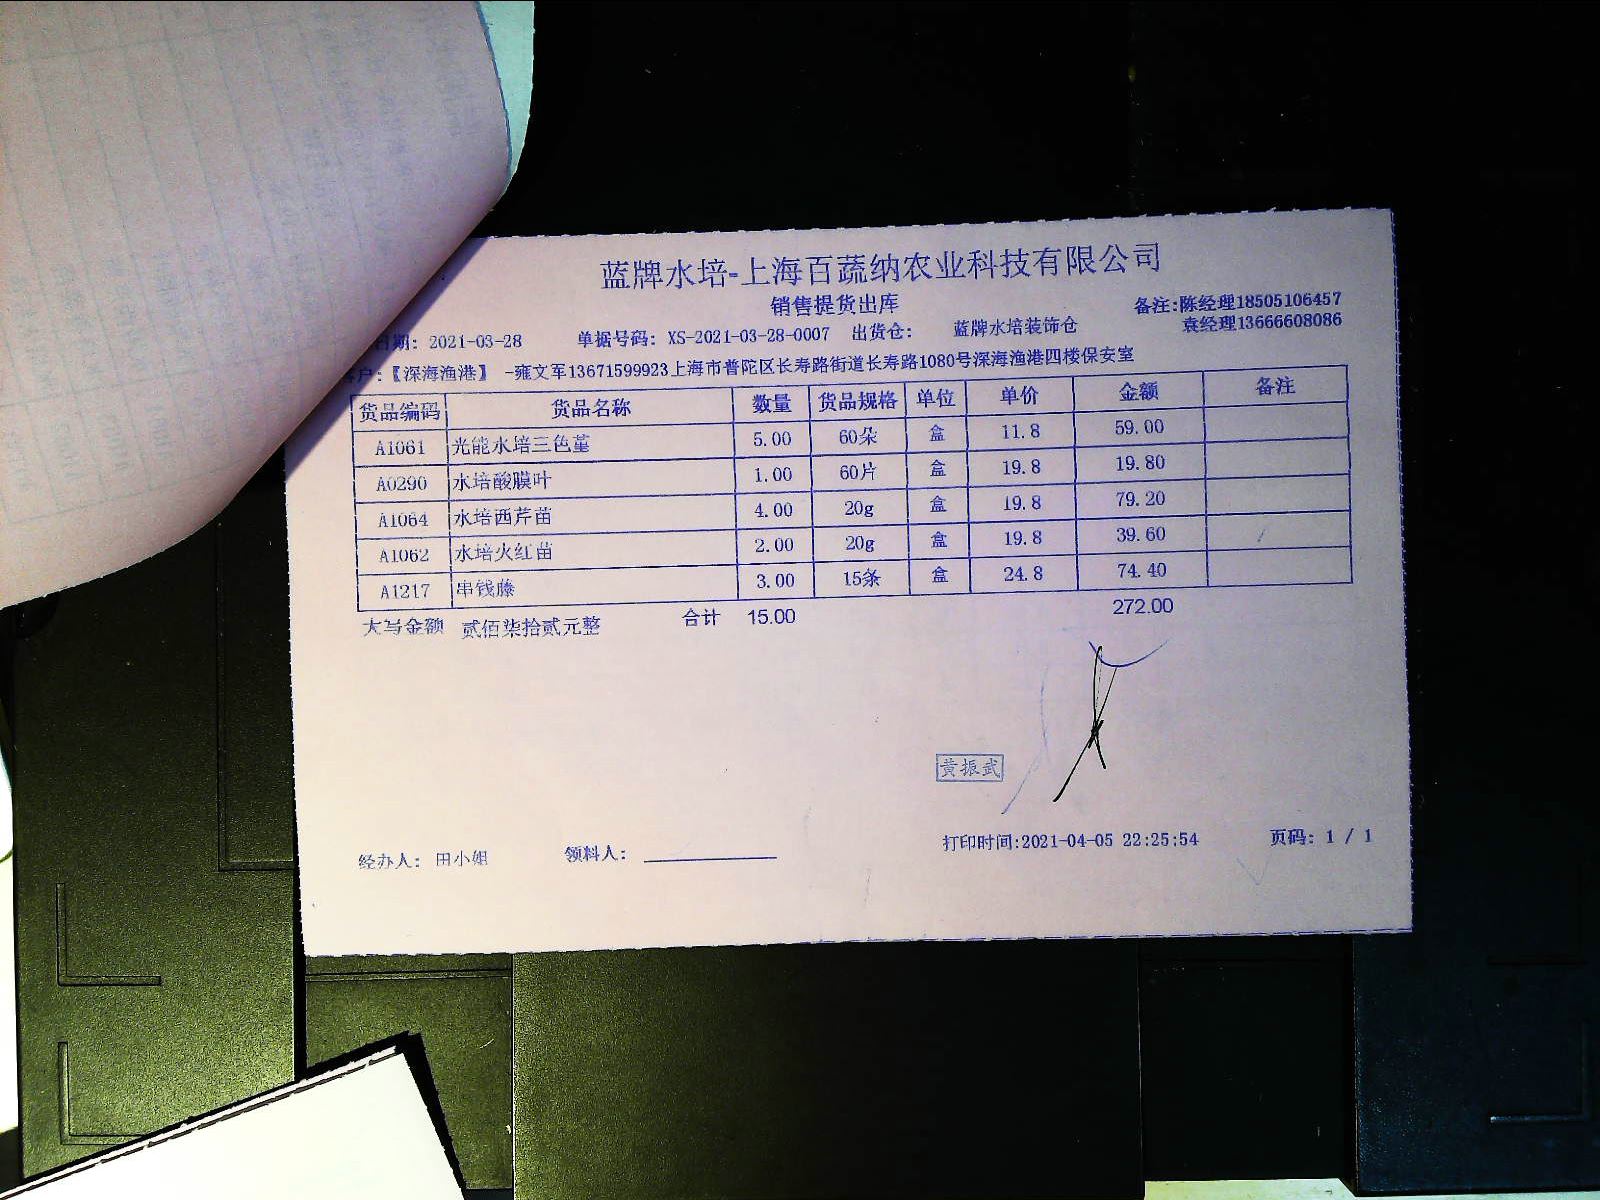 蓝牌水培-上海百蔬纳农业科技有限公司
销售提货出库
备注:陈经理18505106457
袁经理13666608086
日期: 2021-03-28 单据号码: XS-2021-03-28-0007 出货仓: 蓝牌水培装饰仓
户:【深海渔港】 -雍文军13671599923上海市普陀区长寿路街道长寿路1080号深海渔港四楼保安室
货品编码 货品名称 数量 货品规格 单位 单价 金额 备注
A1061 光能水培三色堇 5.00 60朵 盒 11.8 59.00
A0290 水培酸膜叶 1.00 60片 盒 19.8 19.80
A1064 水培西芹苗 4.00 20g 盒 19.8 79.20
A1062 水培火红苗 2.00 20g 盒 19.8 39.60
A1217 串钱藤 3.00 15条 盒 24.8 74.40
大写金额 贰佰柒拾贰元整 合计 15.00 272.00
黄振武
打印时间:2021-04-05 22:25:54 页码: 1 / 1
经办人: 田小姐 领料人: